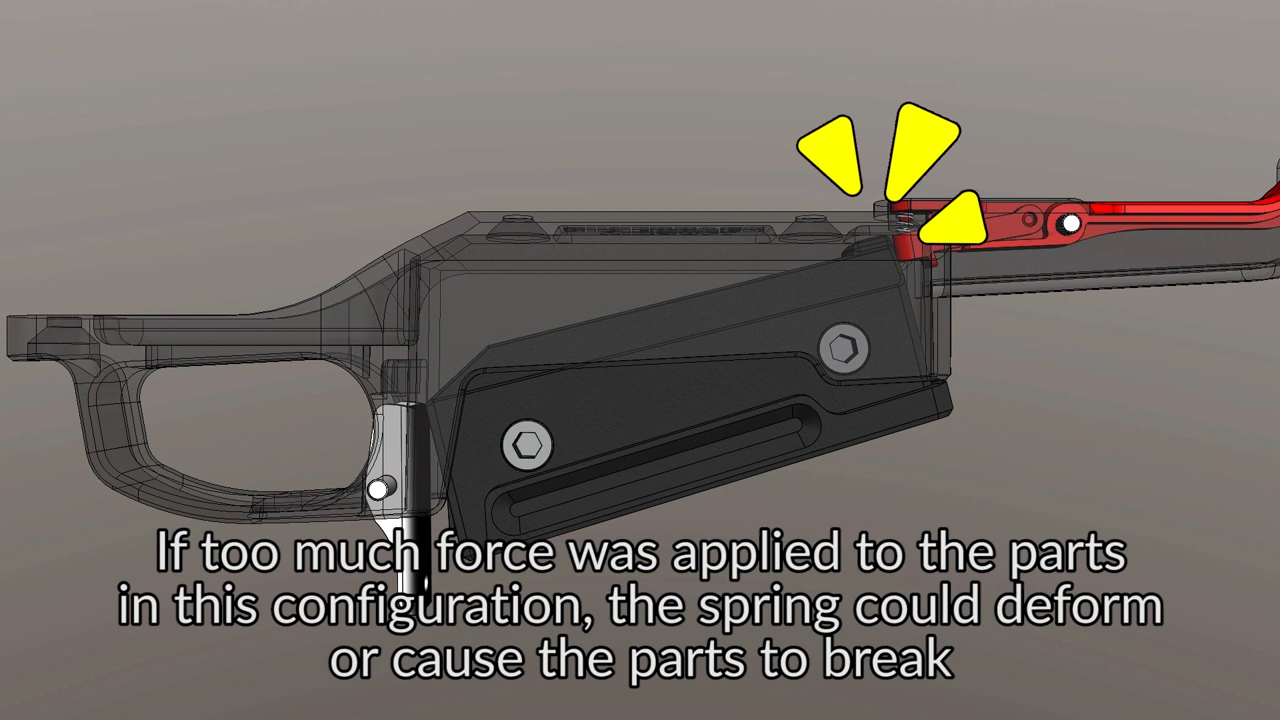 If too much force was applied to the parts
in this configuration, the spring could deform
or cause the parts to break